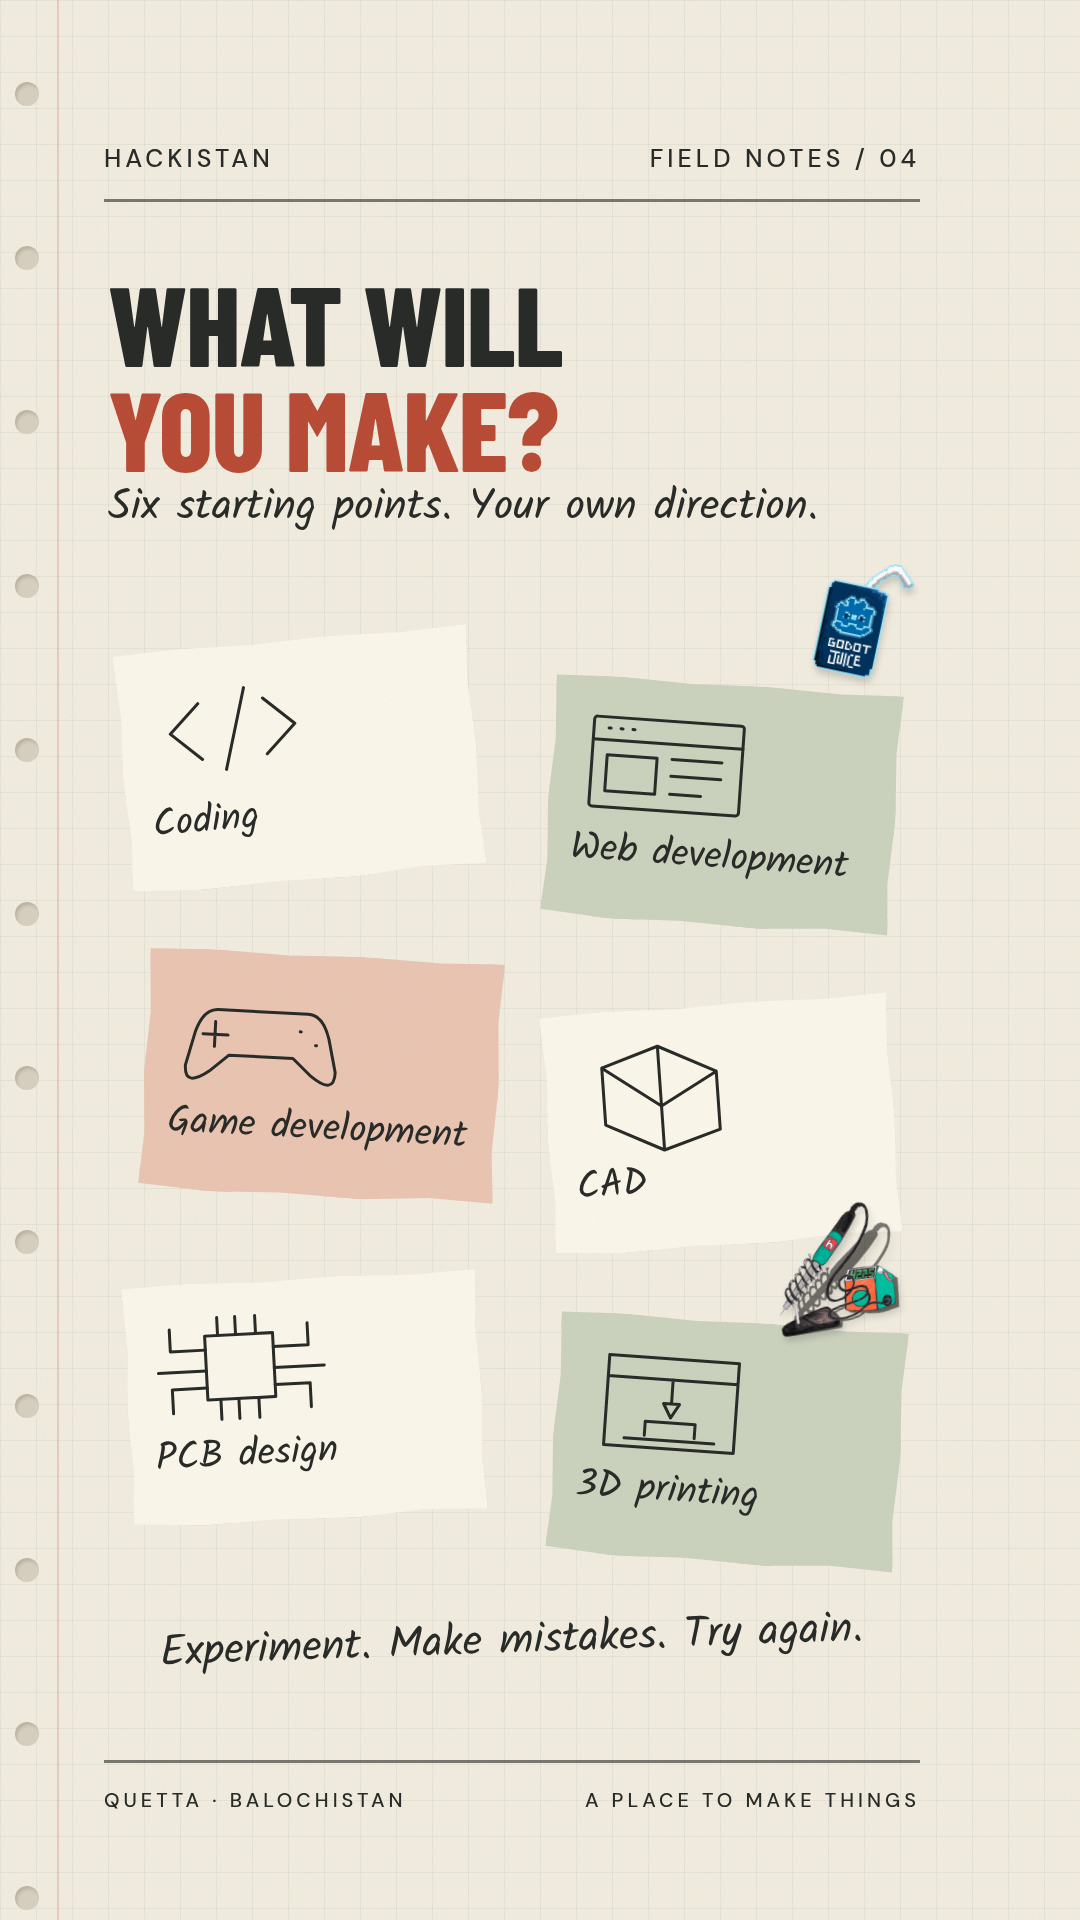 HACKISTAN
FIELD NOTES / 04
WHAT WILL
YOU MAKE?
Six starting points. Your own direction.
GODOT
JUICE
</>
Coding
Web development
Game development
CAD
h
PCB design
3D printing
Experiment. Make mistakes. Try again.
QUETTA · BALOCHISTAN
A PLACE TO MAKE THINGS